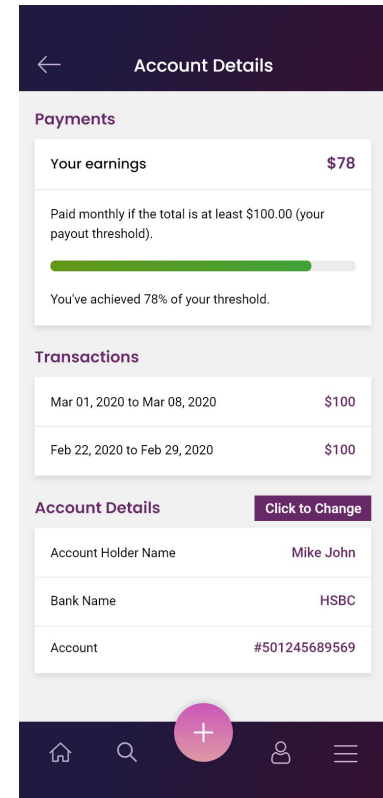 Account Details
Payments
Your earnings $78
Paid monthly if the total is at least $100.00 (your
payout threshold).
You've achieved 78% of your threshold.
Transactions
Mar 01, 2020 to Mar 08, 2020 $100
Feb 22, 2020 to Feb 29, 2020 $100
Account Details Click to Change
Account Holder Name Mike John
Bank Name HSBC
Account #501245689569